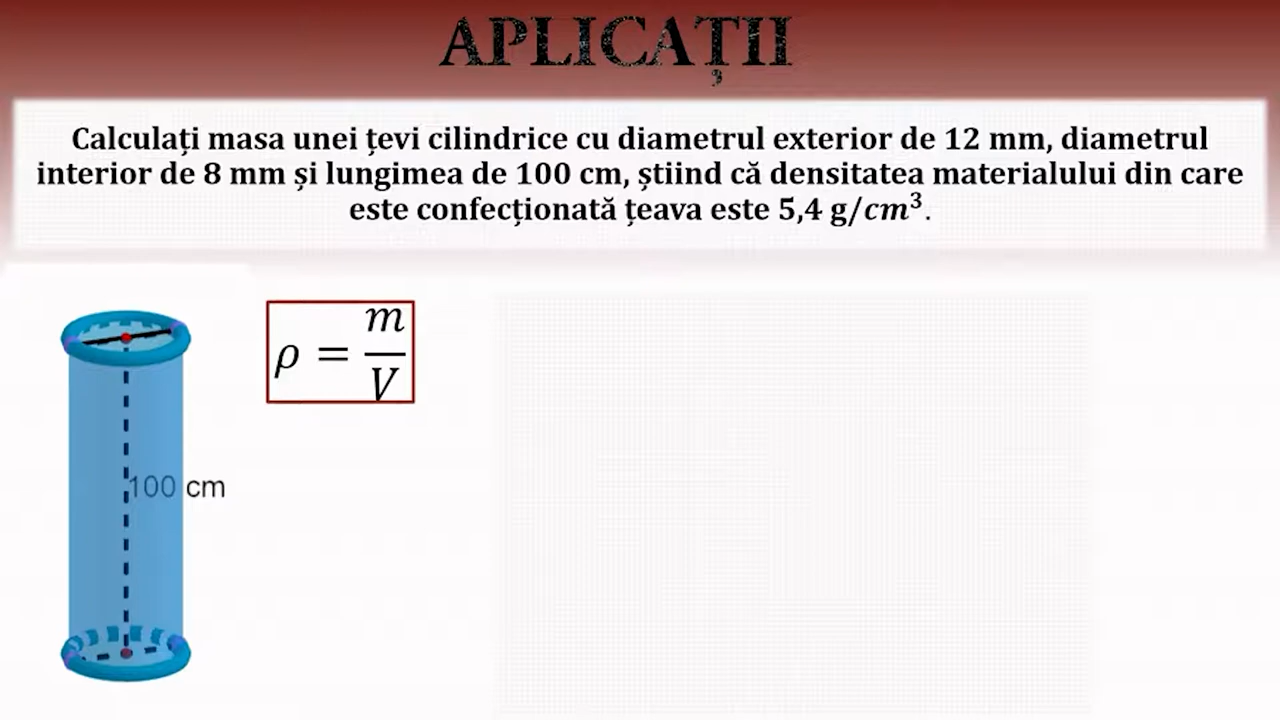 APLICAȚII
Calculați masa unei țevi cilindrice cu diametrul exterior de 12 mm, diametrul
interior de 8 mm și lungimea de 100 cm, știind că densitatea materialului din care
este confecționată țeava este 5,4 g/cm³.
ρ = m/V
100 cm